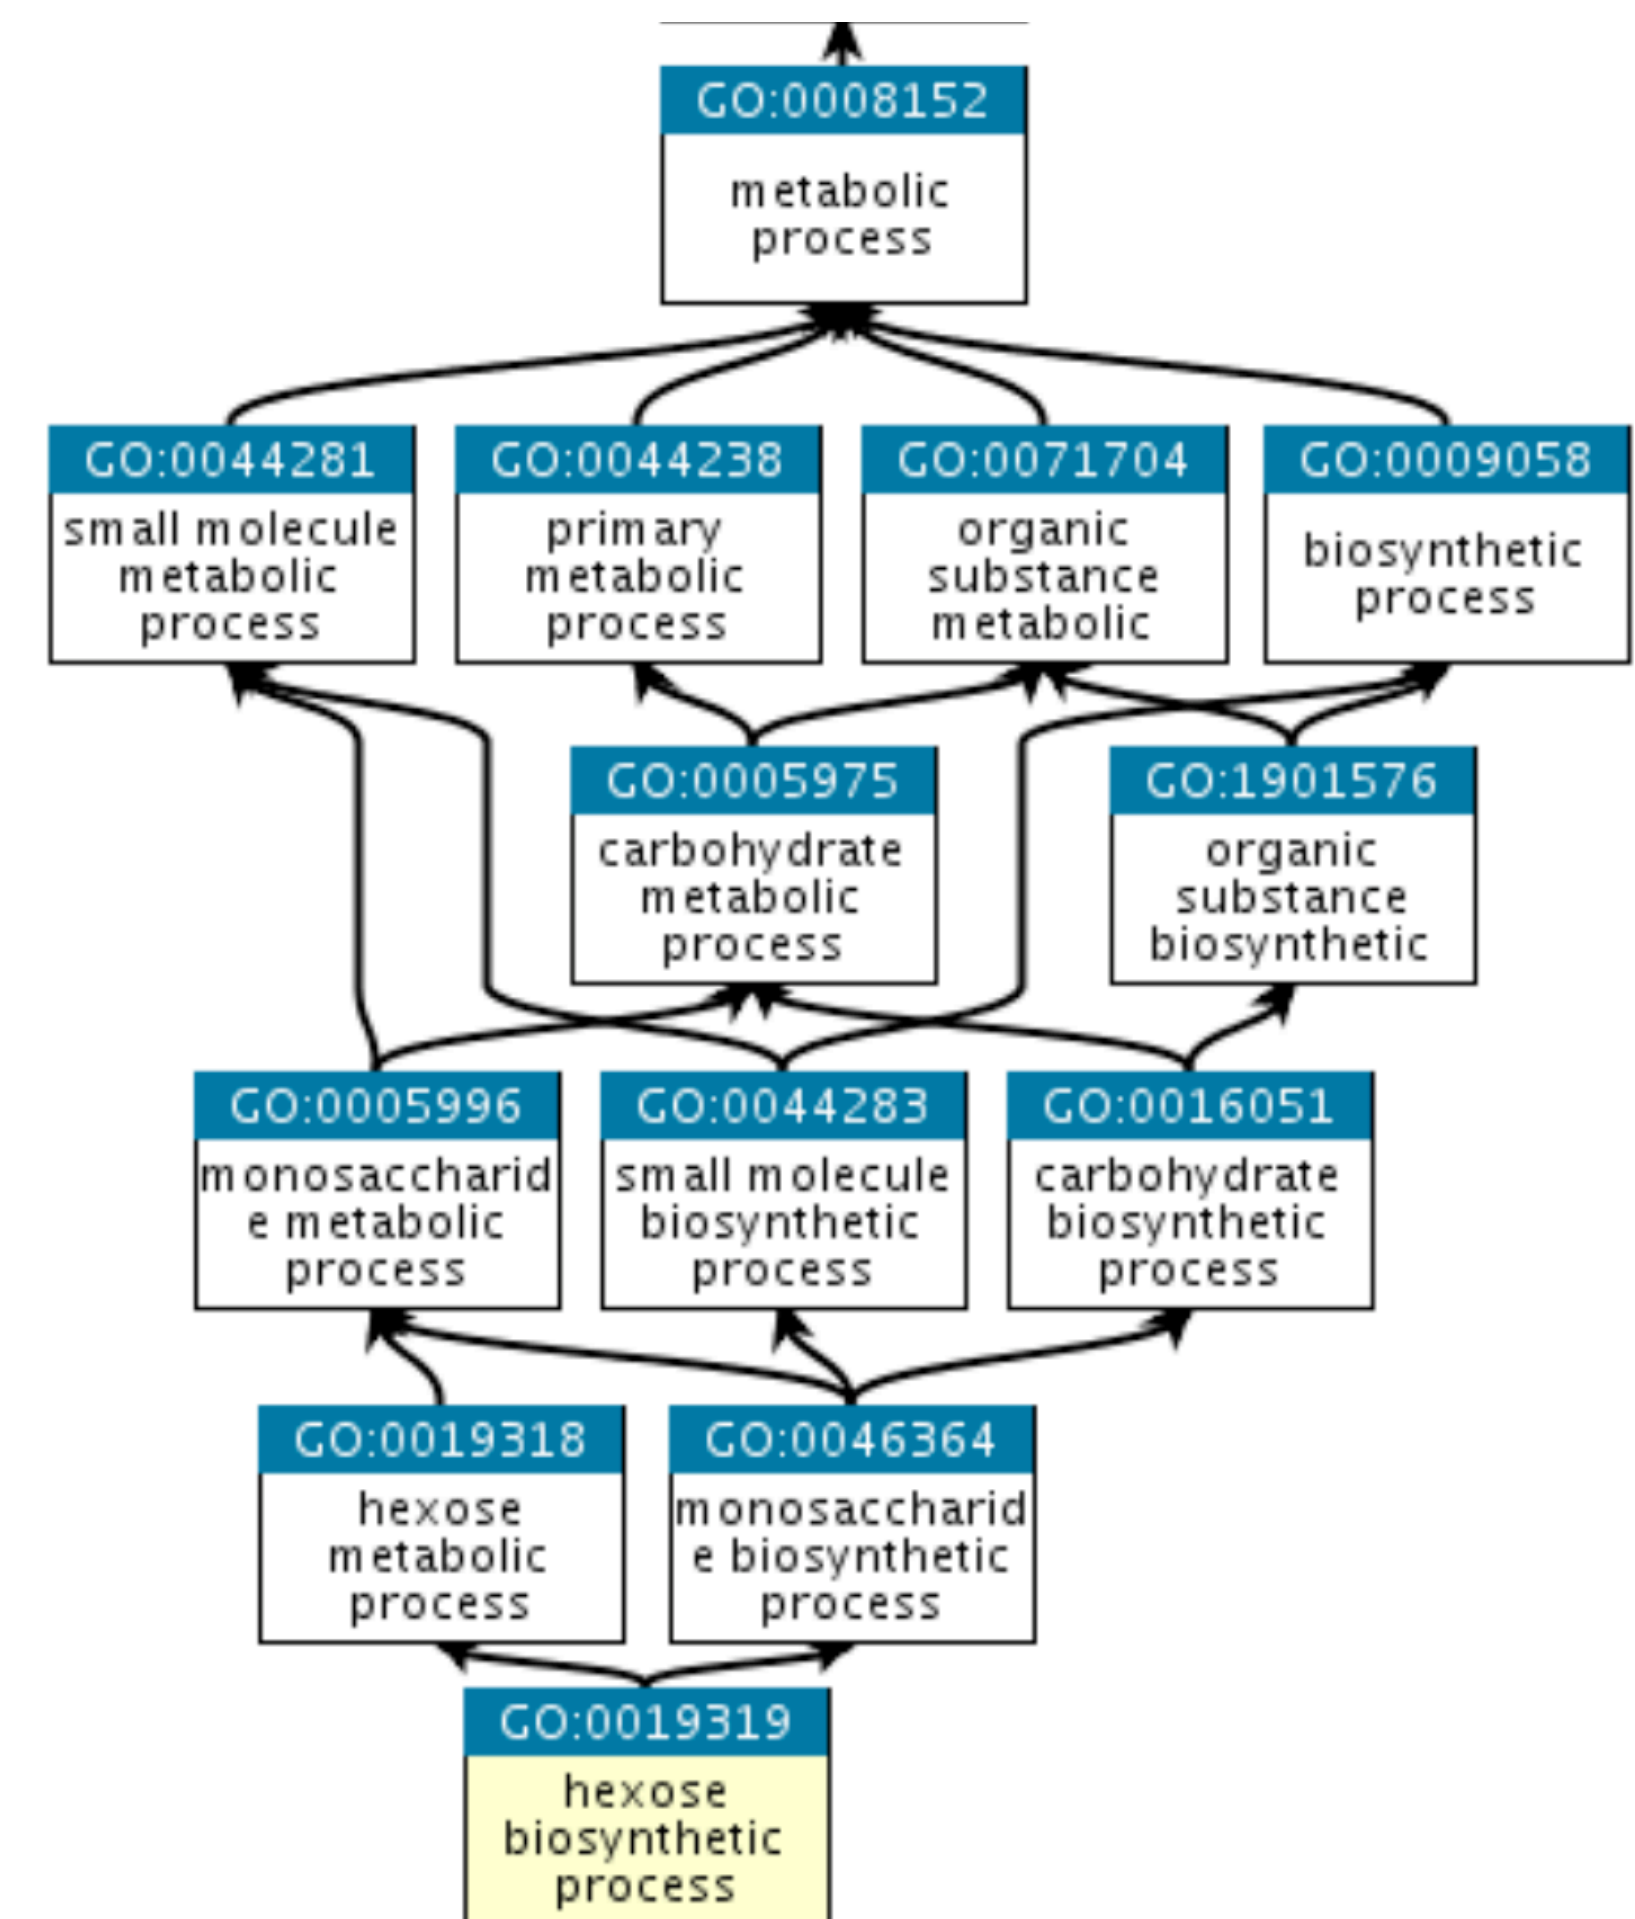 GO:0008152
metabolic
process
GO:0044281
small molecule
metabolic
process
GO:0044238
primary
metabolic
process
GO:0071704
organic
substance
metabolic
GO:0009058
biosynthetic
process
GO:0005975
carbohydrate
metabolic
process
GO:1901576
organic
substance
biosynthetic
GO:0005996
monosaccharid
e metabolic
process
GO:0044283
small molecule
biosynthetic
process
GO:0016051
carbohydrate
biosynthetic
process
GO:0019318
hexose
metabolic
process
GO:0046364
monosaccharid
e biosynthetic
process
GO:0019319
hexose
biosynthetic
process